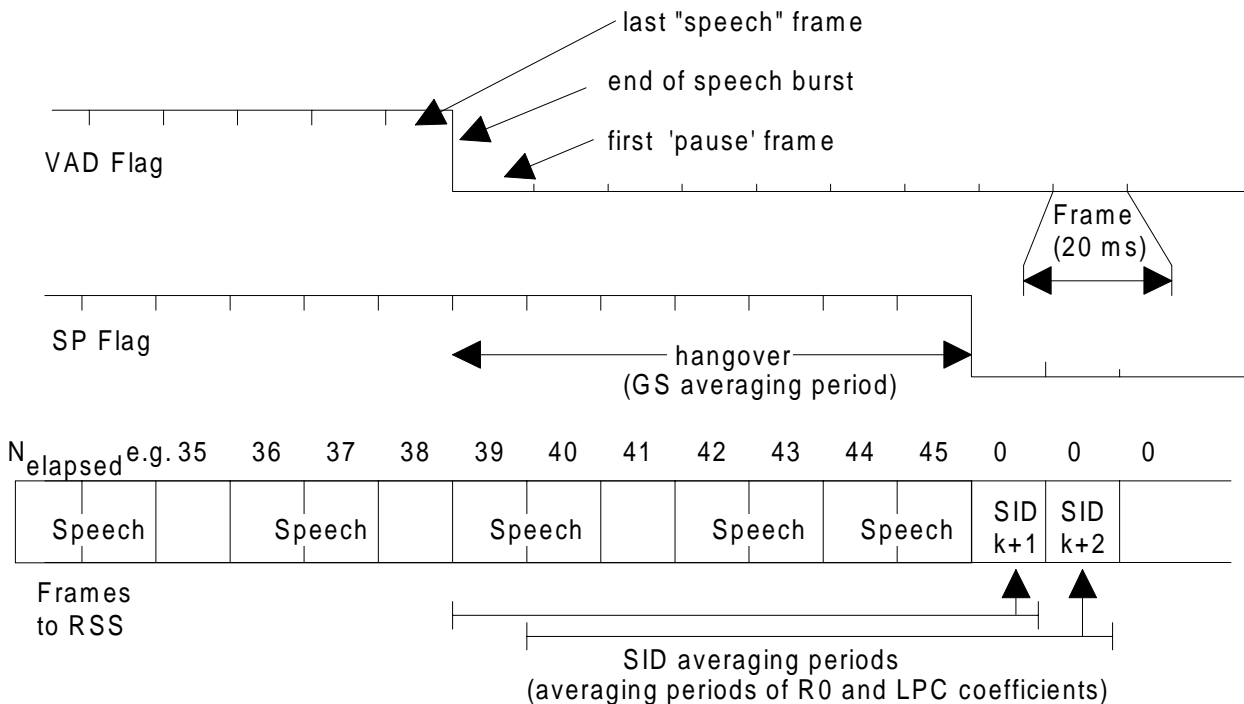 last "speech" frame
end of speech burst
first 'pause' frame
VAD Flag
Frame
(20 ms)
SP Flag
hangover
(GS averaging period)
Nelapsed e.g. 35 36 37 38 39 40 41 42 43 44 45 0 0 0
Speech Speech Speech Speech Speech SID k+1 SID k+2
Frames
to RSS
SID averaging periods
(averaging periods of R0 and LPC coefficients)